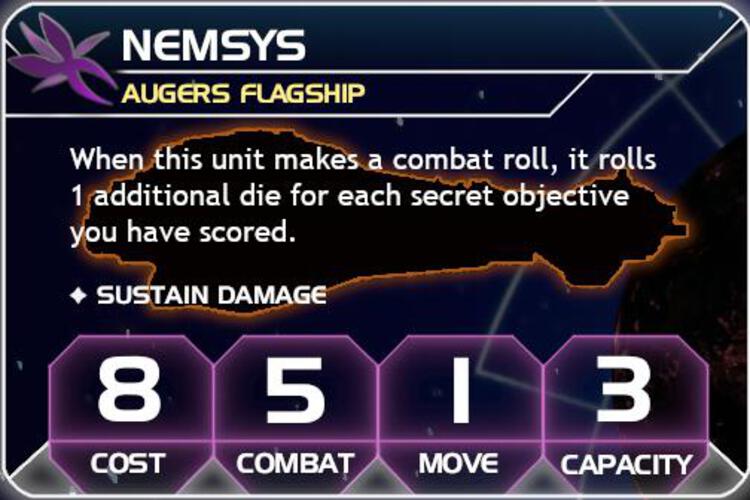 NEMSYS
AUGERS FLAGSHIP
When this unit makes a combat roll, it rolls
1 additional die for each secret objective
you have scored.
SUSTAIN DAMAGE
8 5 1 3
COST COMBAT MOVE CAPACITY